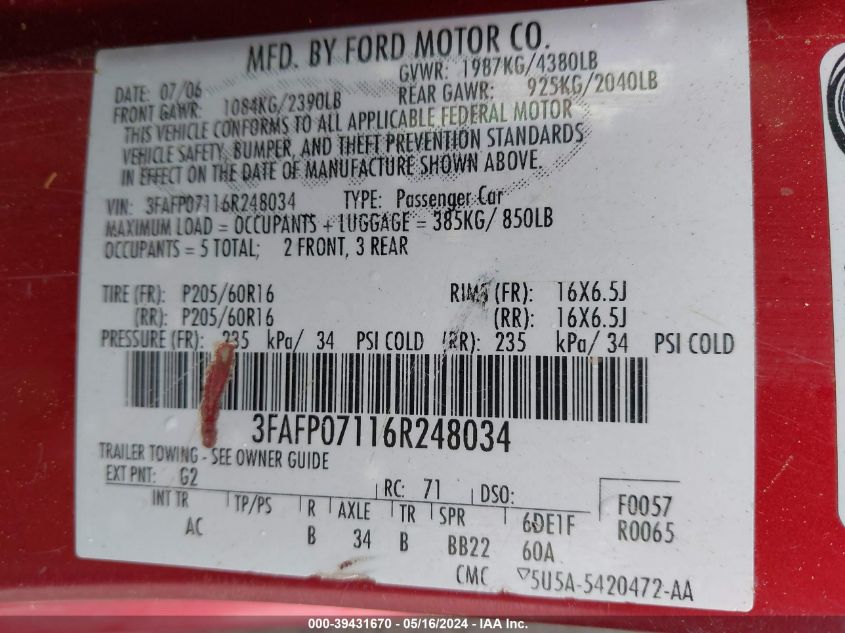 MFD. BY FORD MOTOR CO.
DATE: 07/06 GVWR: 1987KG/4380LB
FRONT GAWR: 1084KG/2390LB REAR GAWR: 925KG/2040LB
THIS VEHICLE CONFORMS TO ALL APPLICABLE FEDERAL MOTOR
VEHICLE SAFETY, BUMPER, AND THEFT PREVENTION STANDARDS
IN EFFECT ON THE DATE OF MANUFACTURE SHOWN ABOVE.
VIN: 3FAFP07116R248034 TYPE: Passenger Car
MAXIMUM LOAD = OCCUPANTS + LUGGAGE = 385KG/ 850LB
OCCUPANTS = 5 TOTAL; 2 FRONT, 3 REAR
TIRE (FR): P205/60R16 RIMS (FR): 16X6.5J
(RR): P205/60R16 (RR): 16X6.5J
PRESSURE (FR): 235 kPa/ 34 PSI COLD (RR): 235 kPa/ 34 PSI COLD
3FAFP07116R248034
TRAILER TOWING - SEE OWNER GUIDE
EXT PNT: G2 RC: 71 DSO: F0057
INT TR TP/PS R AXLE TR SPR 6DE1F R0065
AC B 34 B BB22 60A
CMC ▽5U5A-5420472-AA
000-39431670 - 05/16/2024 - IAA Inc.